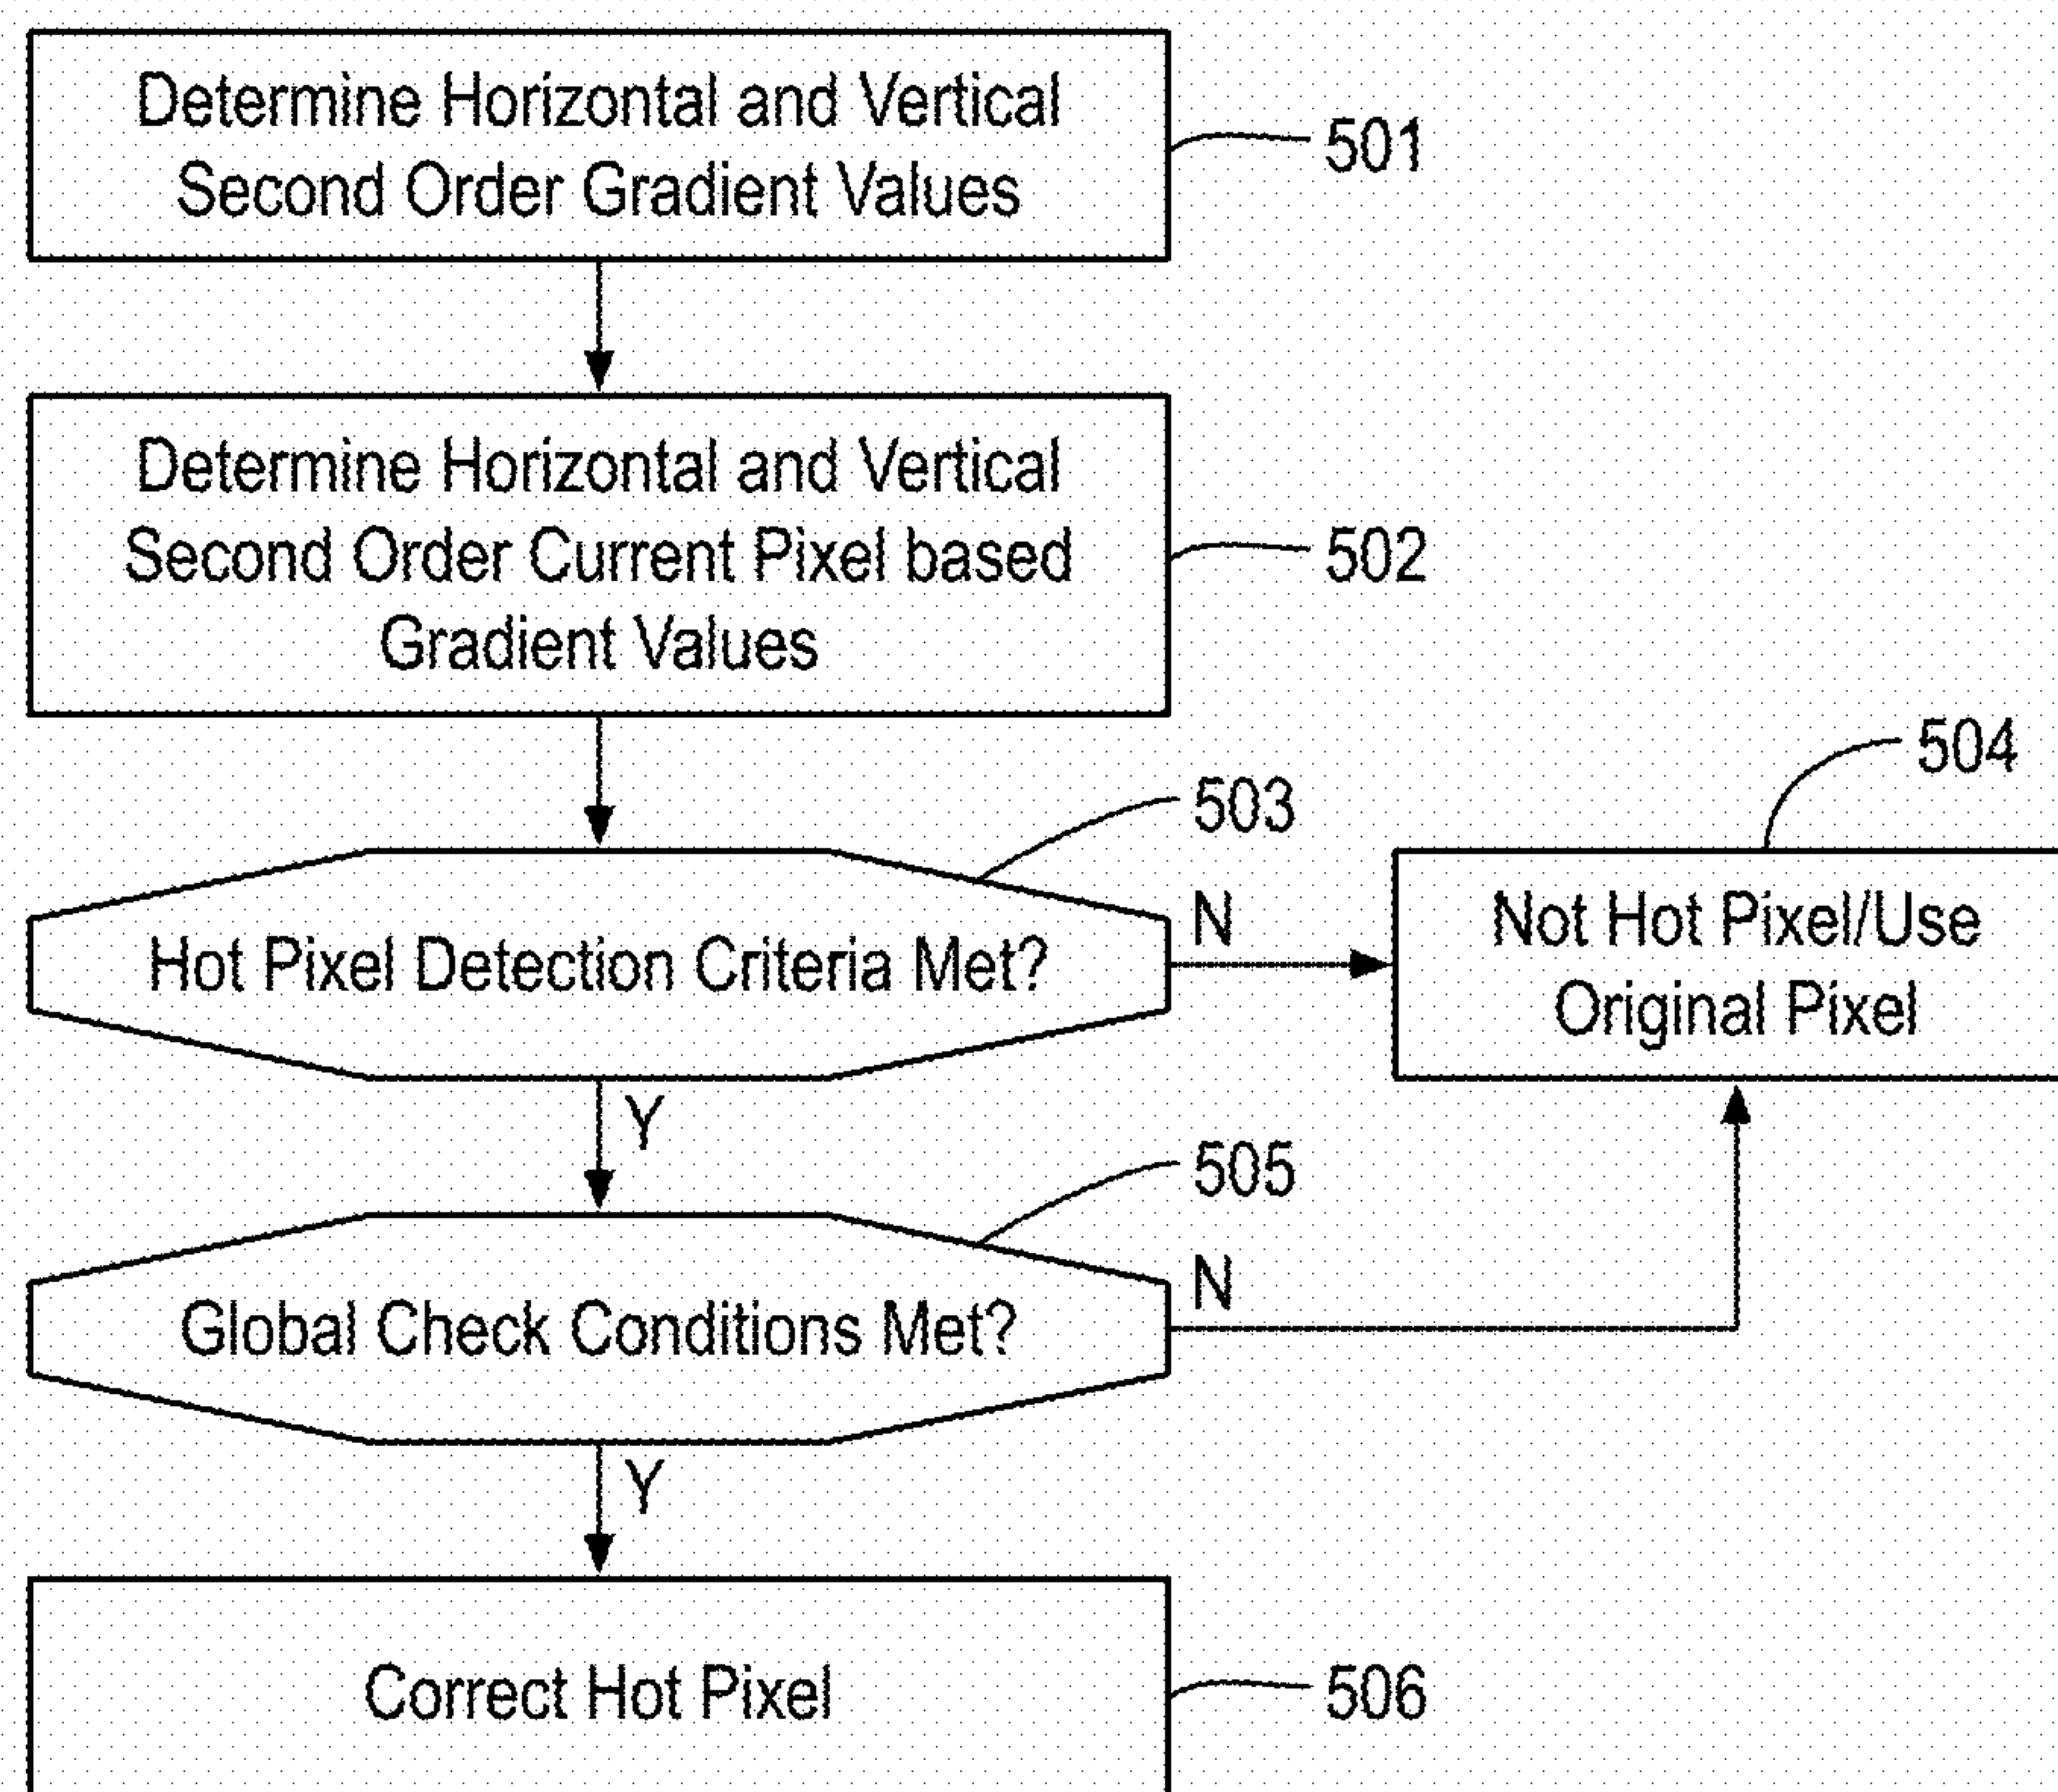 Determine Horizontal and Vertical
Second Order Gradient Values
501
Determine Horizontal and Vertical
Second Order Current Pixel based
Gradient Values
502
503
504
Hot Pixel Detection Criteria Met?
N
Not Hot Pixel/Use
Original Pixel
Y
505
Global Check Conditions Met?
N
Y
Correct Hot Pixel
506